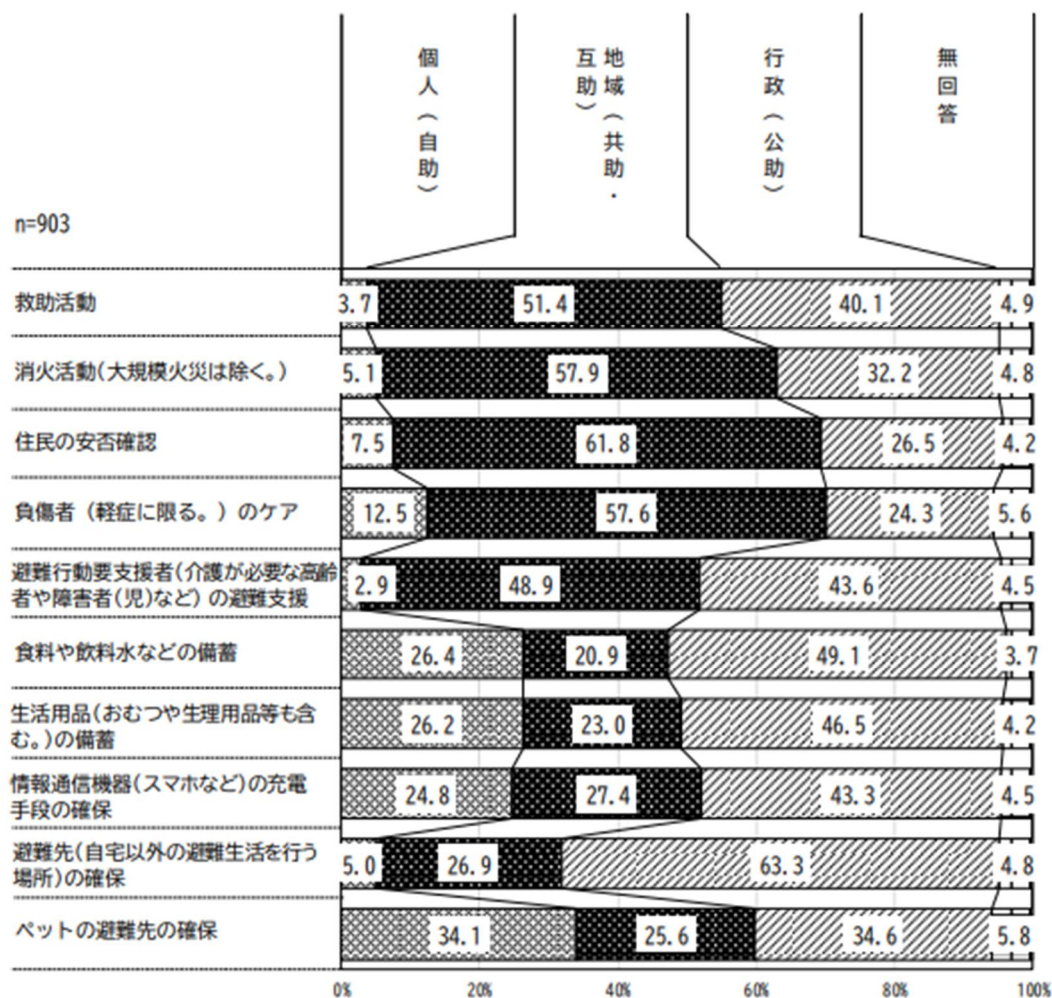 個人（自助）
地域（共助・
互助）
行政（公助）
無回答
n=903
救助活動
3.7 51.4 40.1 4.9
消火活動(大規模火災は除く。)
5.1 57.9 32.2 4.8
住民の安否確認
7.5 61.8 26.5 4.2
負傷者（軽症に限る。）のケア
12.5 57.6 24.3 5.6
避難行動要支援者(介護が必要な高齢
者や障害者(児)など)の避難支援
2.9 48.9 43.6 4.5
食料や飲料水などの備蓄
26.4 20.9 49.1 3.7
生活用品(おむつや生理用品等も含
む。)の備蓄
26.2 23.0 46.5 4.2
情報通信機器(スマホなど)の充電
手段の確保
24.8 27.4 43.3 4.5
避難先(自宅以外の避難生活を行う
場所)の確保
5.0 26.9 63.3 4.8
ペットの避難先の確保
34.1 25.6 34.6 5.8
0% 20% 40% 60% 80% 100%